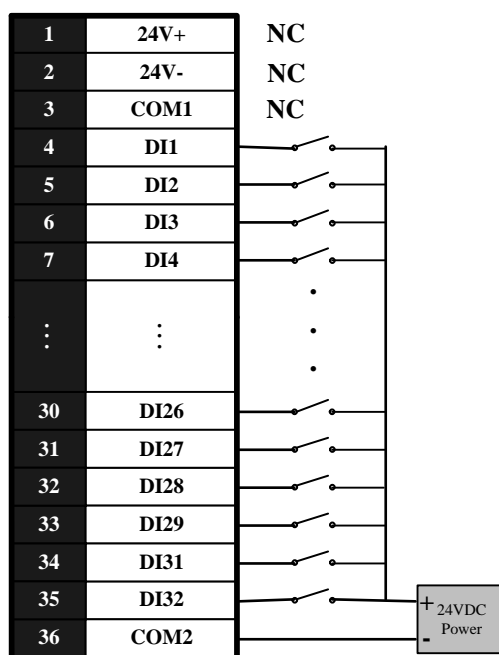 1 24V+ NC
2 24V- NC
3 COM1 NC
4 DI1
5 DI2
6 DI3
7 DI4
⋮ ⋮
30 DI26
31 DI27
32 DI28
33 DI29
34 DI31
35 DI32
+ 24VDC
36 COM2
- Power